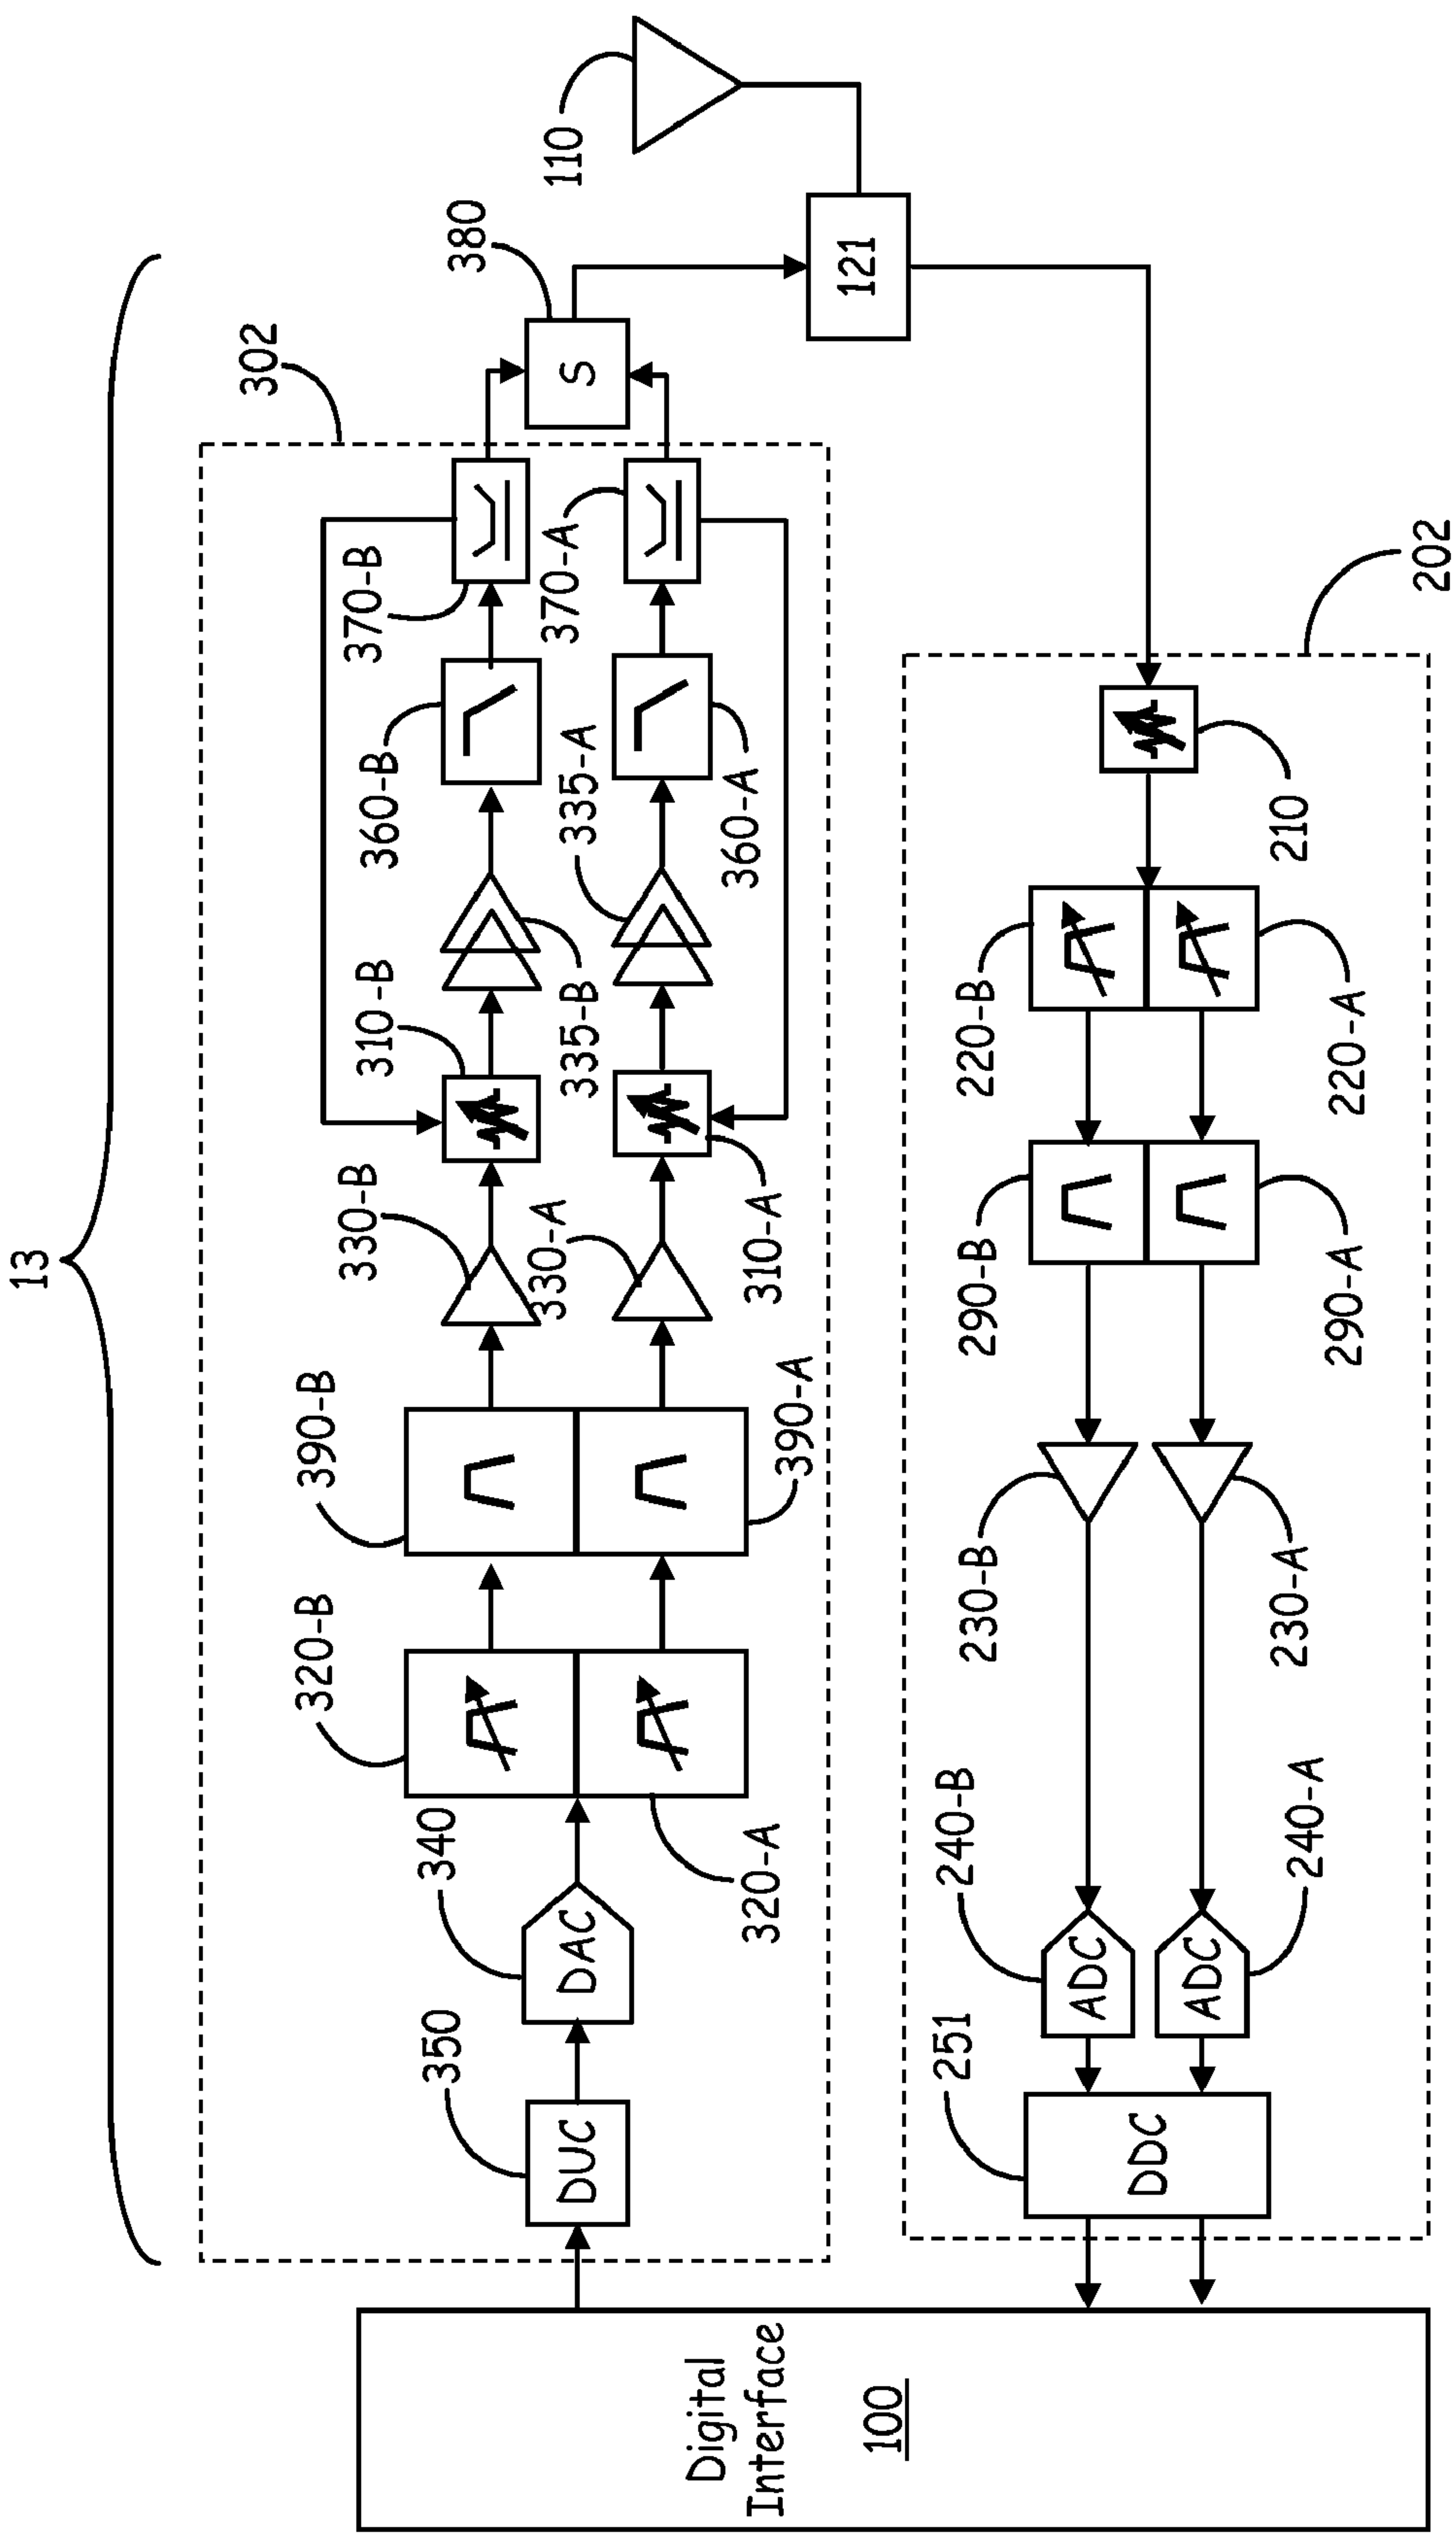 13
302
380
110
370-B
370-A
360-B
335-A
360-A
310-B
335-B
330-B
330-A
310-A
390-B
390-A
320-B
320-A
340
DAC
350
DUC
S
121
202
210
220-B
220-A
290-B
290-A
230-B
230-A
240-B
240-A
ADC
ADC
251
DDC
Digital
Interface
100